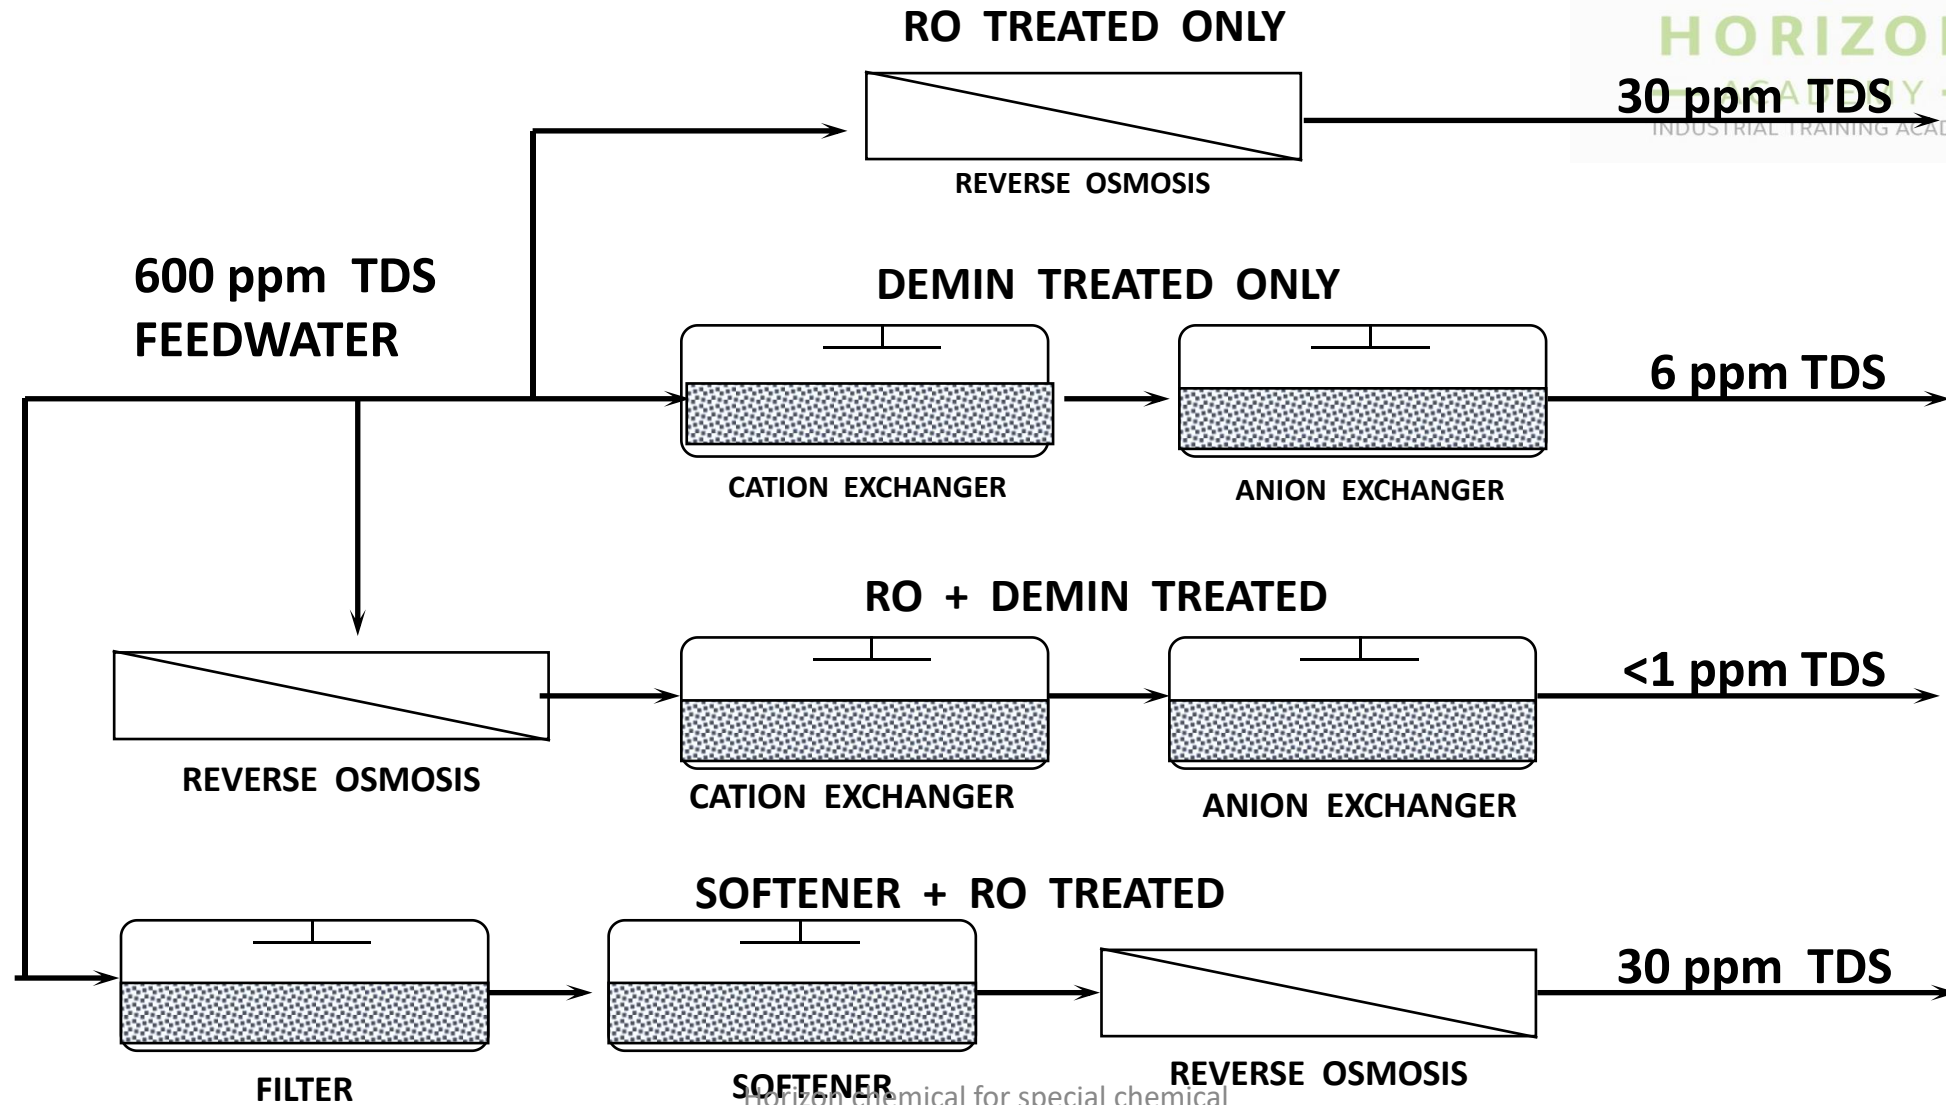 RO TREATED ONLY
HORIZO
ACADEMY
INDUSTRIAL TRAINING ACAD
30 ppm TDS
REVERSE OSMOSIS
600 ppm TDS
FEEDWATER
DEMIN TREATED ONLY
6 ppm TDS
CATION EXCHANGER
ANION EXCHANGER
RO + DEMIN TREATED
<1 ppm TDS
REVERSE OSMOSIS
CATION EXCHANGER
ANION EXCHANGER
SOFTENER + RO TREATED
30 ppm TDS
FILTER
SOFTENER
REVERSE OSMOSIS
Horizon chemical for special chemical